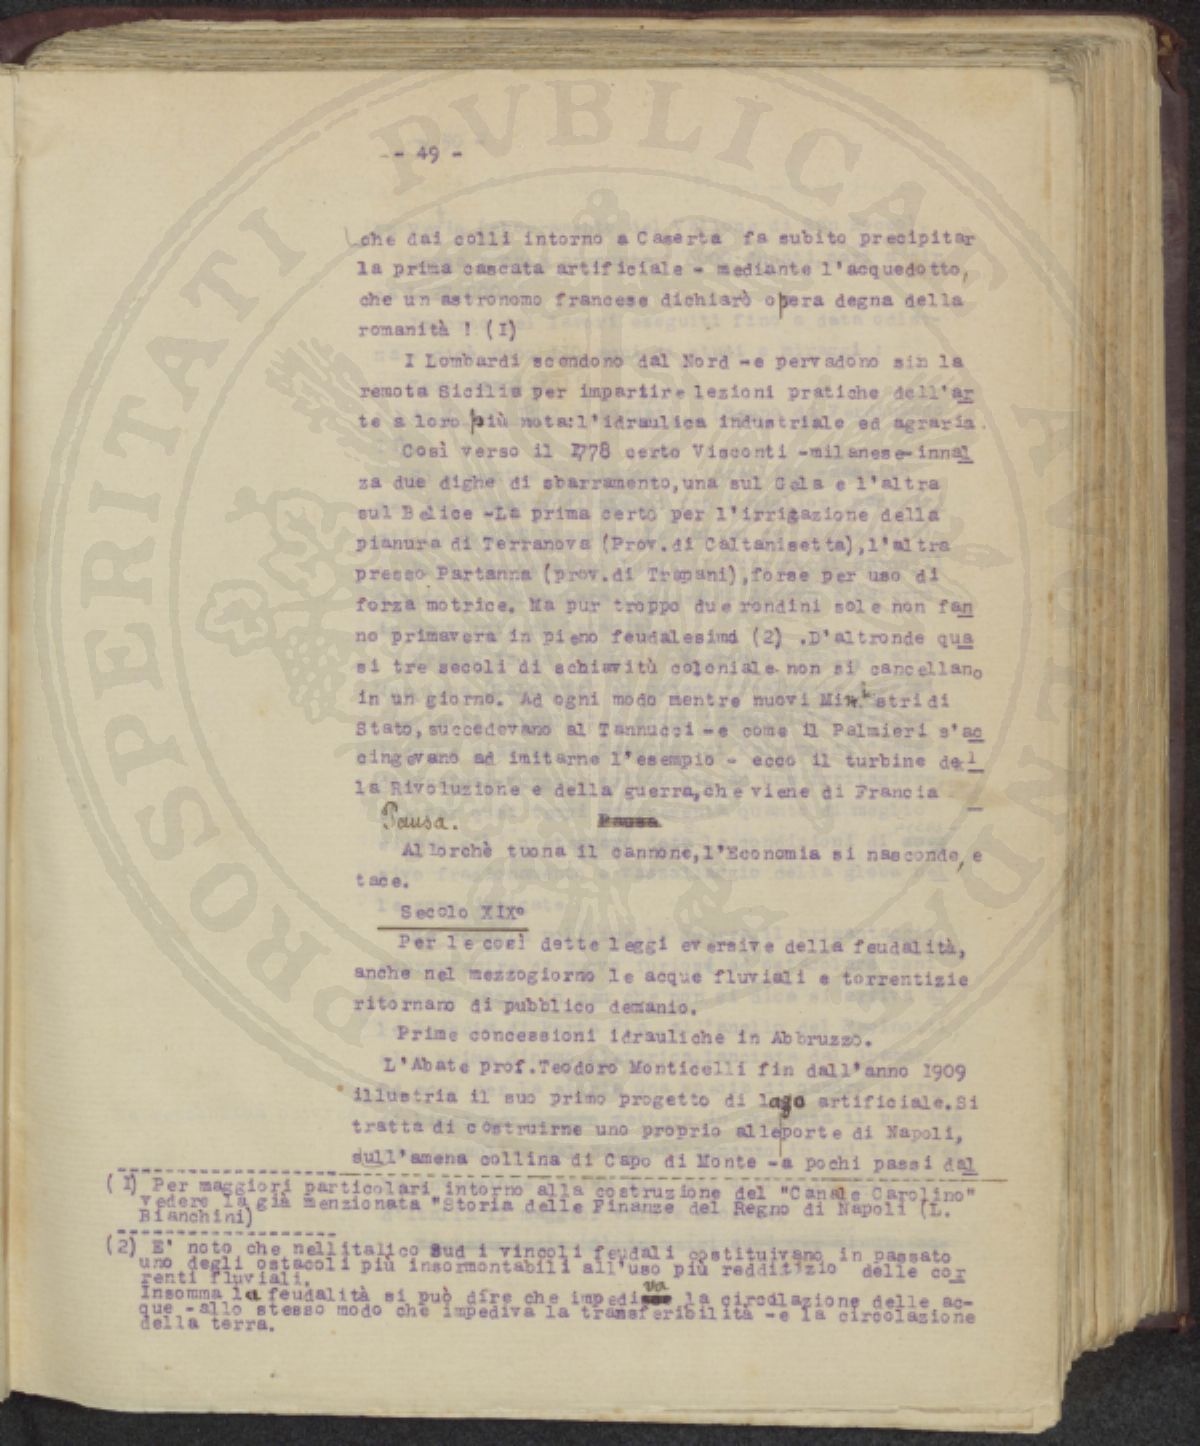 - 49 -
che dai colli intorno a Caserta fa subito precipitar
la prima cascata artificiale - mediante l'acquedotto,
che un astronomo francese dichiarò opera degna della
romanità ! (I)
I Lombardi scendono dal Nord -e pervadono sin la
remota Sicilia per impartire lezioni pratiche dell'ar
te a loro più nota:l'idraulica industriale ed agraria.
Così verso il 1778 certo Visconti -milanese-innal
za due dighe di sbarramento,una sul Gela e l'altra
sul Belice -La prima certo per l'irrigazione della
pianura di Terranova (Prov.di Caltanisetta),l'altra
presso Partanna (prov.di Trapani),forse per uso di
forza motrice. Ma pur troppo due rondini sole non fan
no primavera in pieno feudalesimo (2) .D'altronde qua
si tre secoli di schiavitù coloniale non si cancellano
in un giorno. Ad ogni modo mentre nuovi Ministri di
Stato,succedevano al Tannucci -e come il Palmieri s'ac
cingevano ad imitarne l'esempio - ecco il turbine del
la Rivoluzione e della guerra,che viene di Francia
Pausa. Pausa
Allorchè tuona il cannone,l'Economia si nasconde, e
tace.
Secolo XIX°
Per le così dette leggi eversive della feudalità,
anche nel mezzogiorno le acque fluviali e torrentizie
ritornano di pubblico demanio.
Prime concessioni idrauliche in Abbruzzo.
L'Abate prof.Teodoro Monticelli fin dall'anno 1909
illustria il suo primo progetto di lago artificiale.Si
tratta di costruirne uno proprio alle porte di Napoli,
sull'amena collina di Capo di Monte -a pochi passi dal
(I) Per maggiori particolari intorno alla costruzione del "Canale Carolino"
vedere la già menzionata "Storia delle Finanze del Regno di Napoli (L.
Bianchini)
(2) E' noto che nellitalico Sud i vincoli feudali costituivano in passato
uno degli ostacoli più insormontabili all'uso più redditizio delle cor
renti fluviali.
Insomma la feudalità si può dire che impediva la circolazione delle ac-
que -allo stesso modo che impediva la transferibilità -e la circolazione
della terra.
PROSPERITATI PUBLICAE AUGENDAE